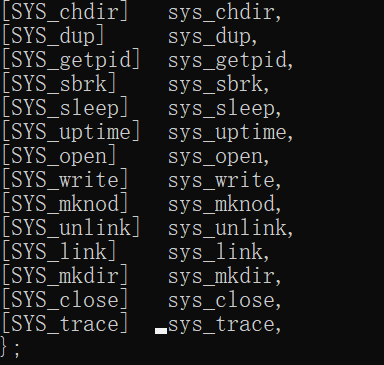 [SYS_chdir]   sys_chdir,
[SYS_dup]     sys_dup,
[SYS_getpid]  sys_getpid,
[SYS_sbrk]    sys_sbrk,
[SYS_sleep]   sys_sleep,
[SYS_uptime]  sys_uptime,
[SYS_open]    sys_open,
[SYS_write]   sys_write,
[SYS_mknod]   sys_mknod,
[SYS_unlink]  sys_unlink,
[SYS_link]    sys_link,
[SYS_mkdir]   sys_mkdir,
[SYS_close]   sys_close,
[SYS_trace]   sys_trace,
};